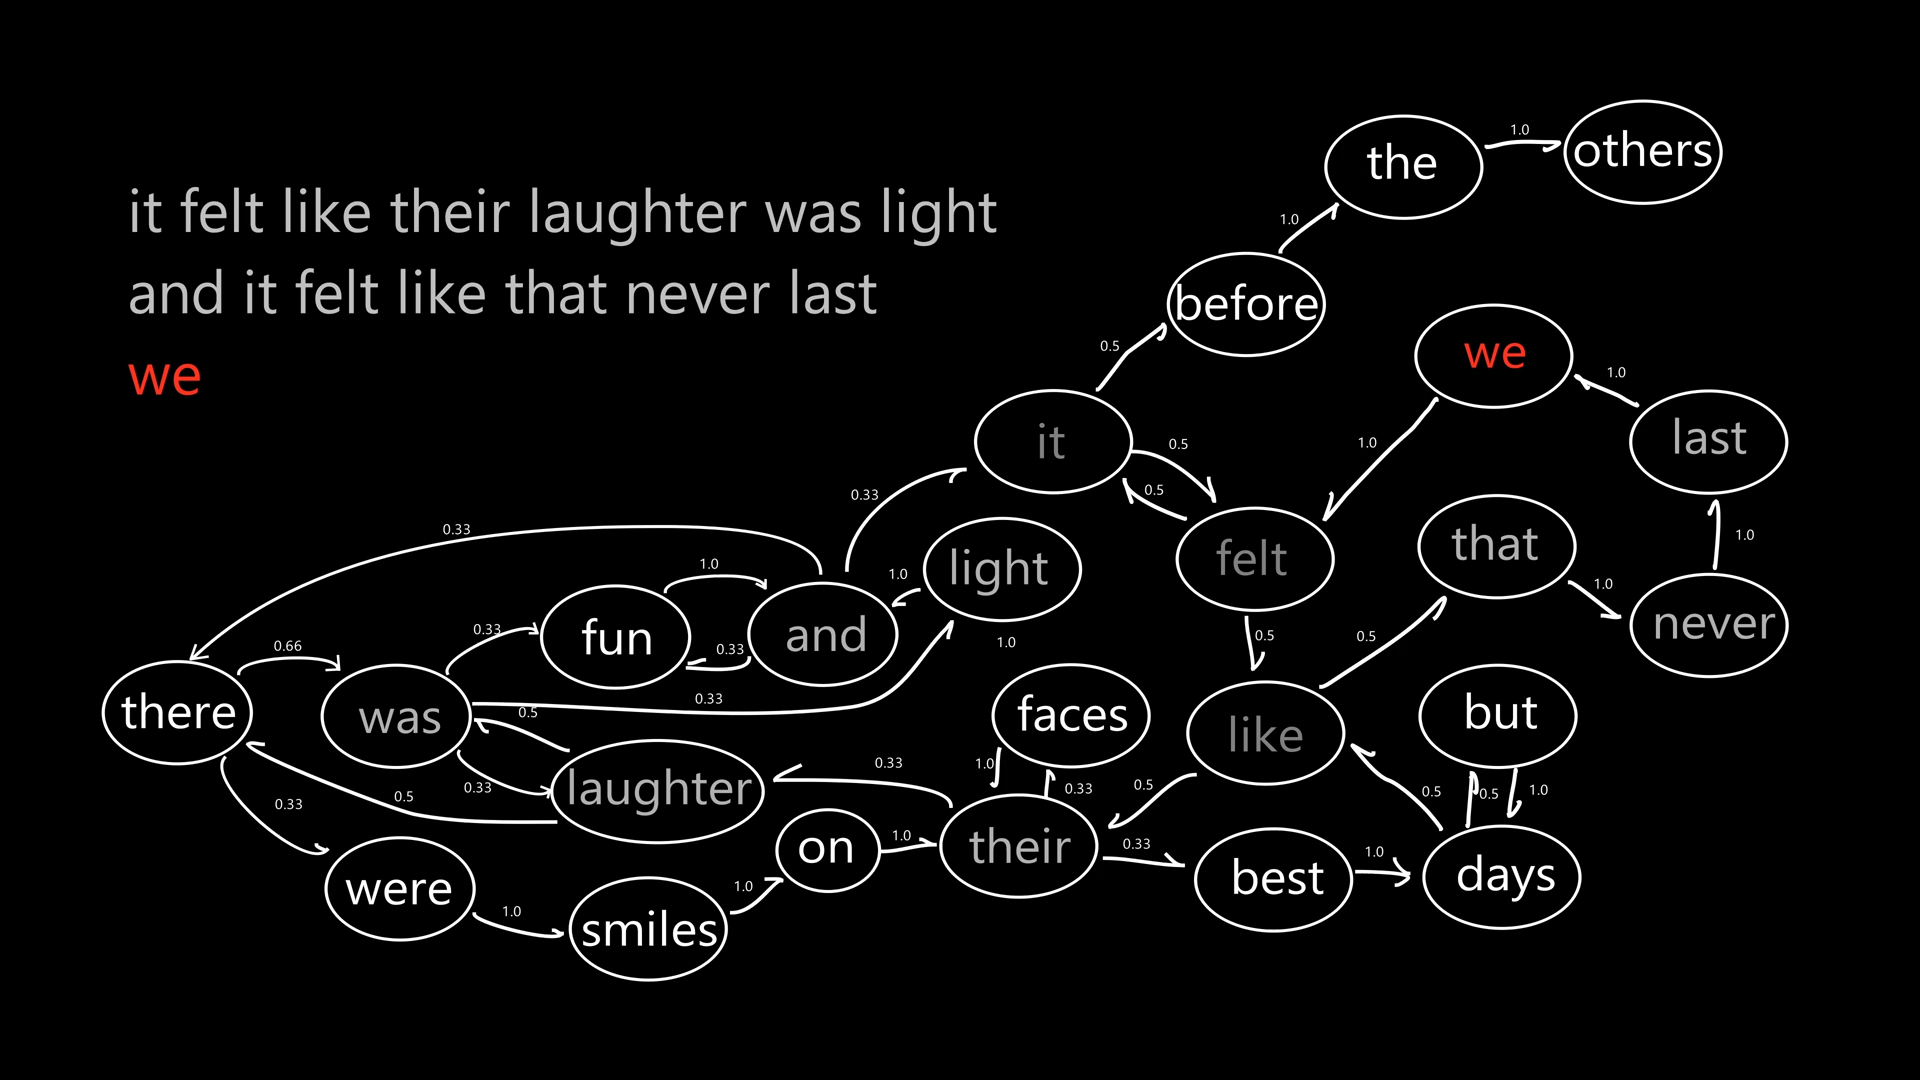 it felt like their laughter was light
and it felt like that never last
we
the
1.0
others
1.0
before
0.5
we
1.0
last
it
0.5
1.0
0.5
0.33
felt
that
1.0
never
1.0
light
1.0
0.33
1.0
fun
and
0.33
0.33
0.66
there
was
0.33
0.5
1.0
0.5
0.5
faces
like
but
laughter
0.33
0.5
0.33
1.0
0.33
0.5
0.5
0.5
1.0
0.33
were
1.0
smiles
1.0
on
1.0
their
0.33
best
1.0
days